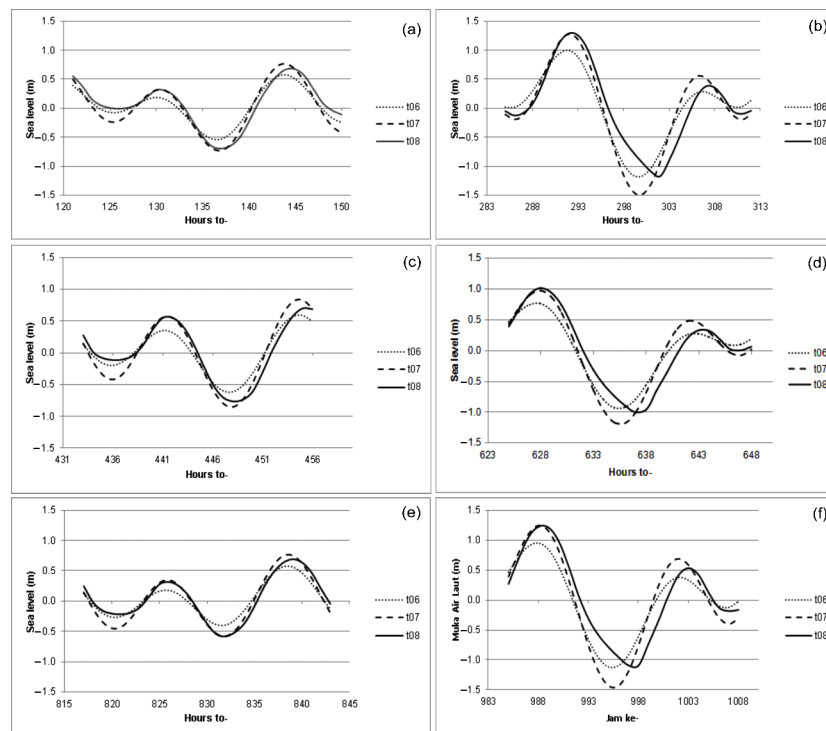 (a)
1.5
1.0
0.5
0.0
−0.5
−1.0
−1.5
Sea level (m)
120 125 130 135 140 145 150
Hours to-
t06
t07
t08
(b)
1.5
1.0
0.5
0.0
−0.5
−1.0
−1.5
Sea level (m)
283 288 293 298 303 308 313
Hours to-
t06
t07
t08
(c)
1.5
1.0
0.5
0.0
−0.5
−1.0
−1.5
Sea level (m)
431 436 441 446 451 456
Hours to-
t06
t07
t08
(d)
1.5
1.0
0.5
0.0
−0.5
−1.0
−1.5
Sea level (m)
623 628 633 638 643 648
Hours to-
t06
t07
t08
(e)
1.5
1.0
0.5
0.0
−0.5
−1.0
−1.5
Sea level (m)
815 820 825 830 835 840 845
Hours to-
t06
t07
t08
(f)
1.5
1.0
0.5
0.0
−0.5
−1.0
−1.5
Muka Air Lart (m)
983 988 993 998 1003 1008
Jam ke-
t06
t07
t08